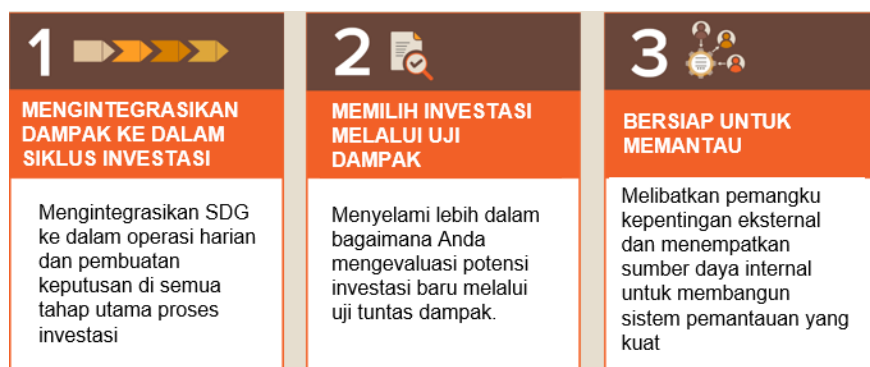 1
MENGINTEGRASIKAN
DAMPAK KE DALAM
SIKLUS INVESTASI
Mengintegrasikan SDG
ke dalam operasi harian
dan pembuatan
keputusan di semua
tahap utama proses
investasi
2
MEMILIH INVESTASI
MELALUI UJI
DAMPAK
Menyelami lebih dalam
bagaimana Anda
mengevaluasi potensi
investasi baru melalui
uji tuntas dampak.
3
BERSIAP UNTUK
MEMANTAU
Melibatkan pemangku
kepentingan eksternal
dan menempatkan
sumber daya internal
untuk membangun
sistem pemantauan yang
kuat